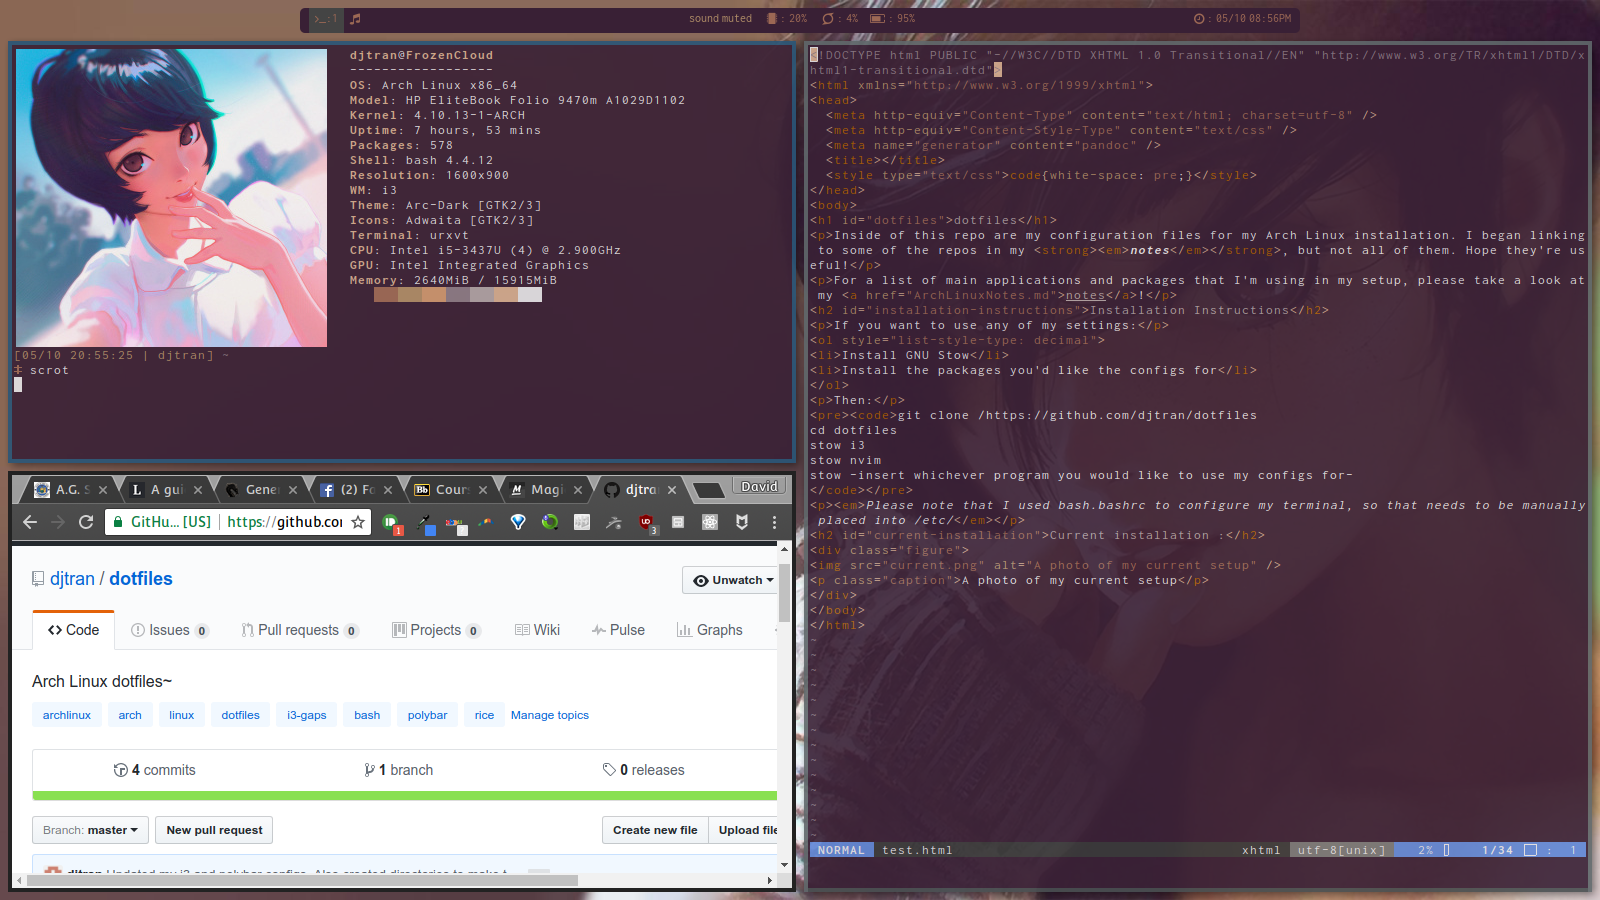 >_:1
sound muted : 20% : 4% : 95%
: 05/10 08:56PM
djtran@FrozenCloud
------------------
OS: Arch Linux x86_64
Model: HP EliteBook Folio 9470m A1029D1102
Kernel: 4.10.13-1-ARCH
Uptime: 7 hours, 53 mins
Packages: 578
Shell: bash 4.4.12
Resolution: 1600x900
WM: i3
Theme: Arc-Dark [GTK2/3]
Icons: Adwaita [GTK2/3]
Terminal: urxvt
CPU: Intel i5-3437U (4) @ 2.900GHz
GPU: Intel Integrated Graphics
Memory: 2640MiB / 15915MiB
[05/10 20:55:25 | djtran] ~
‡ scrot
A.G. S
A gui
Gene
(2) Fo
Bb Cour
Magi
djtra
David
GitHu... [US]
https://github.cor
djtran / dotfiles
Unwatch
Code
Issues 0
Pull requests 0
Projects 0
Wiki
Pulse
Graphs
Arch Linux dotfiles~
archlinux
arch
linux
dotfiles
i3-gaps
bash
polybar
rice
Manage topics
4 commits
1 branch
0 releases
Branch: master
New pull request
Create new file
Upload file
<!DOCTYPE html PUBLIC "-//W3C//DTD XHTML 1.0 Transitional//EN" "http://www.w3.org/TR/xhtml1/DTD/x
html1-transitional.dtd">
<html xmlns="http://www.w3.org/1999/xhtml">
<head>
<meta http-equiv="Content-Type" content="text/html; charset=utf-8" />
<meta http-equiv="Content-Style-Type" content="text/css" />
<meta name="generator" content="pandoc" />
<title></title>
<style type="text/css">code{white-space: pre;}</style>
</head>
<body>
<h1 id="dotfiles">dotfiles</h1>
<p>Inside of this repo are my configuration files for my Arch Linux installation. I began linking
to some of the repos in my <strong><em>notes</em></strong>, but not all of them. Hope they're us
eful!</p>
<p>For a list of main applications and packages that I'm using in my setup, please take a look at
my <a href="ArchLinuxNotes.md">notes</a>!</p>
<h2 id="installation-instructions">Installation Instructions</h2>
<p>If you want to use any of my settings:</p>
<ol style="list-style-type: decimal">
<li>Install GNU Stow</li>
<li>Install the packages you'd like the configs for</li>
</ol>
<p>Then:</p>
<pre><code>git clone /https://github.com/djtran/dotfiles
cd dotfiles
stow i3
stow nvim
stow -insert whichever program you would like to use my configs for-
</code></pre>
<p><em>Please note that I used bash.bashrc to configure my terminal, so that needs to be manually
placed into /etc/</em></p>
<h2 id="current-installation">Current installation :</h2>
<div class="figure">
<img src="current.png" alt="A photo of my current setup" />
<p class="caption">A photo of my current setup</p>
</div>
</body>
</html>
NORMAL test.html xhtml utf-8[unix] 2% 1/34 : 1